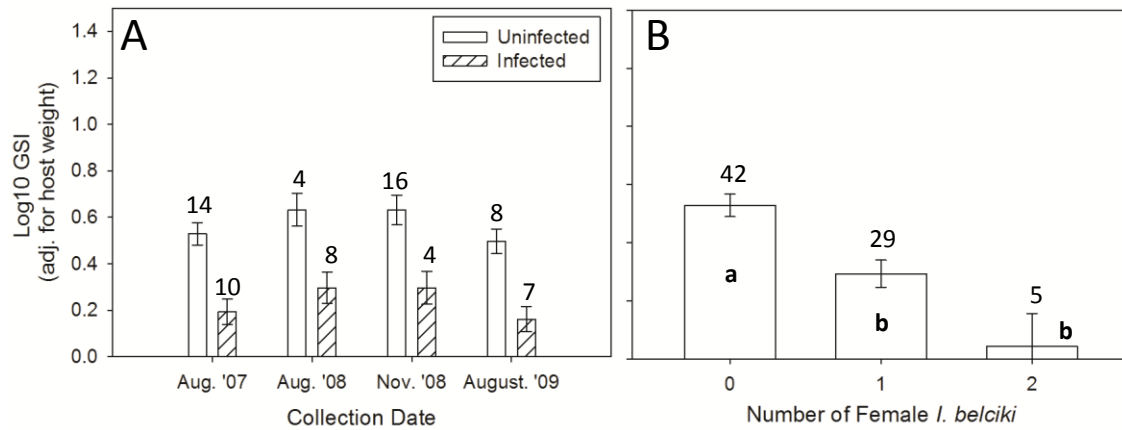 A
B
Uninfected
Infected
Log10 GSI
(adj. for host weight)
1.4
1.2
1.0
0.8
0.6
0.4
0.2
0.0
14
10
4
8
16
4
8
7
Aug. '07
Aug. '08
Nov. '08
August. '09
Collection Date
42
29
5
a
b
b
0
1
2
Number of Female I. belciki